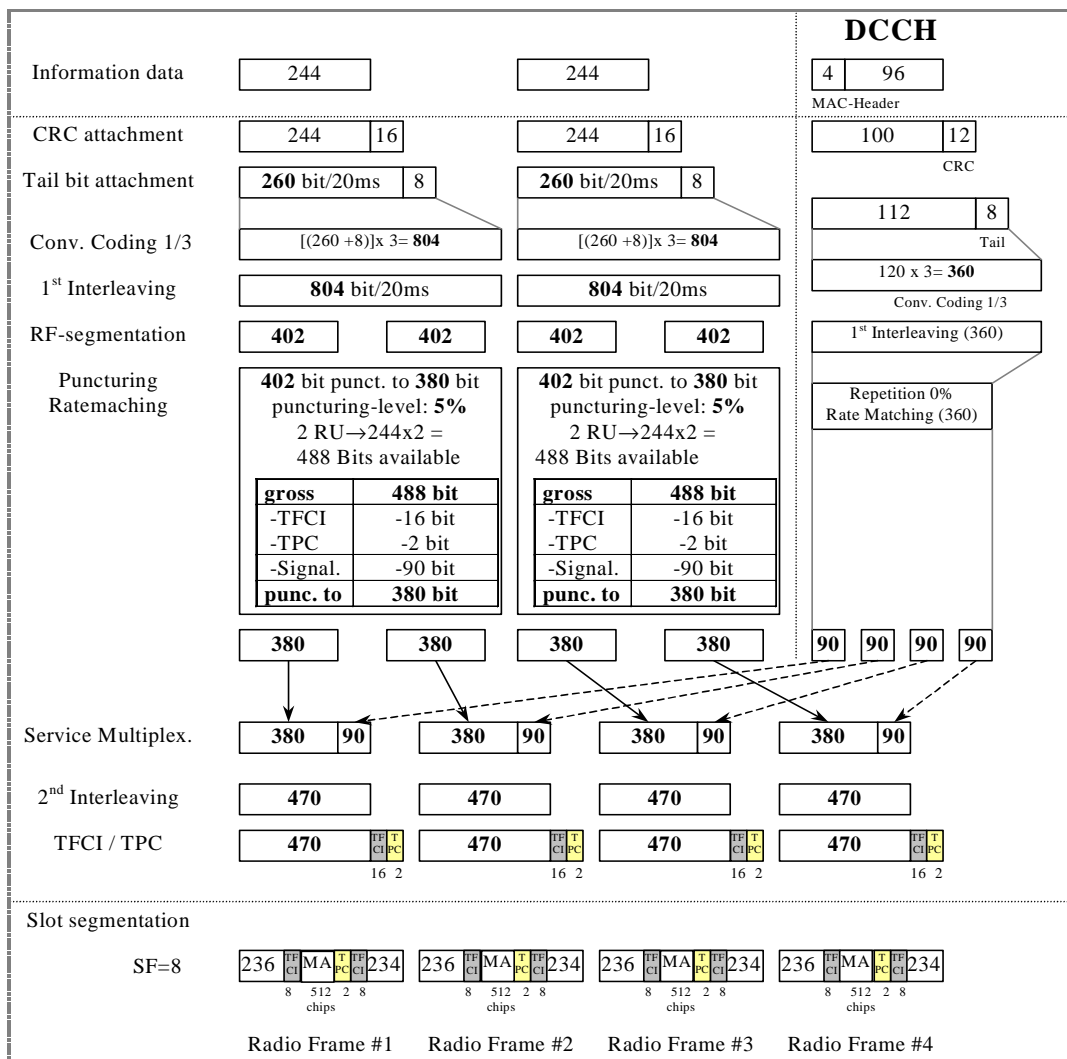 DCCH
Information data 244 244 4 96
MAC-Header
CRC attachment 244 16 244 16 100 12
CRC
Tail bit attachment 260 bit/20ms 8 260 bit/20ms 8
112 8
Tail
Conv. Coding 1/3 [(260 +8)]x 3= 804 [(260 +8)]x 3= 804
120 x 3= 360
Conv. Coding 1/3
1st Interleaving 804 bit/20ms 804 bit/20ms
RF-segmentation 402 402 402 402 1st Interleaving (360)
Puncturing
Ratemaching
402 bit punct. to 380 bit
puncturing-level: 5%
2 RU→244x2 =
488 Bits available
gross 488 bit
-TFCI -16 bit
-TPC -2 bit
-Signal. -90 bit
punc. to 380 bit
402 bit punct. to 380 bit
puncturing-level: 5%
2 RU→244x2 =
488 Bits available
gross 488 bit
-TFCI -16 bit
-TPC -2 bit
-Signal. -90 bit
punc. to 380 bit
Repetition 0%
Rate Matching (360)
380 380 380 380 90 90 90 90
Service Multiplex. 380 90 380 90 380 90 380 90
2nd Interleaving 470 470 470 470
TFCI / TPC 470 TF CI T PC 470 TF CI T PC 470 TF CI T PC 470 TF CI T PC
16 2 16 2 16 2 16 2
Slot segmentation
SF=8 236 TF CI MA T PC TF CI 234 236 TF CI MA T PC TF CI 234 236 TF CI MA T PC TF CI 234 236 TF CI MA T PC TF CI 234
8 512 2 8 8 512 2 8 8 512 2 8 8 512 2 8
chips chips chips chips
Radio Frame #1 Radio Frame #2 Radio Frame #3 Radio Frame #4